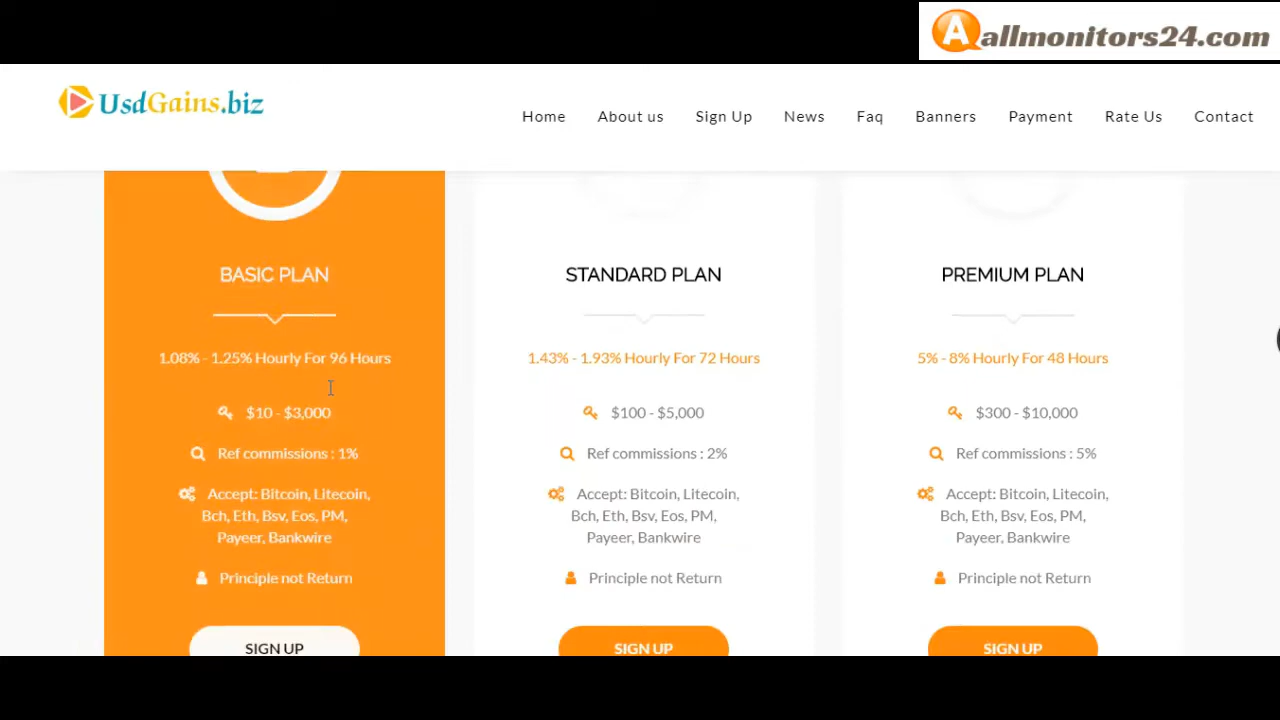 allmonitors24.com
UsdGains.biz
Home About us Sign Up News Faq Banners Payment Rate Us Contact
BASIC PLAN
1.08% - 1.25% Hourly For 96 Hours
$10 - $3,000
Ref commissions : 1%
Accept: Bitcoin, Litecoin,
Bch, Eth, Bsv, Eos, PM,
Payeer, Bankwire
Principle not Return
SIGN UP
STANDARD PLAN
1.43% - 1.93% Hourly For 72 Hours
$100 - $5,000
Ref commissions : 2%
Accept: Bitcoin, Litecoin,
Bch, Eth, Bsv, Eos, PM,
Payeer, Bankwire
Principle not Return
SIGN UP
PREMIUM PLAN
5% - 8% Hourly For 48 Hours
$300 - $10,000
Ref commissions : 5%
Accept: Bitcoin, Litecoin,
Bch, Eth, Bsv, Eos, PM,
Payeer, Bankwire
Principle not Return
SIGN UP